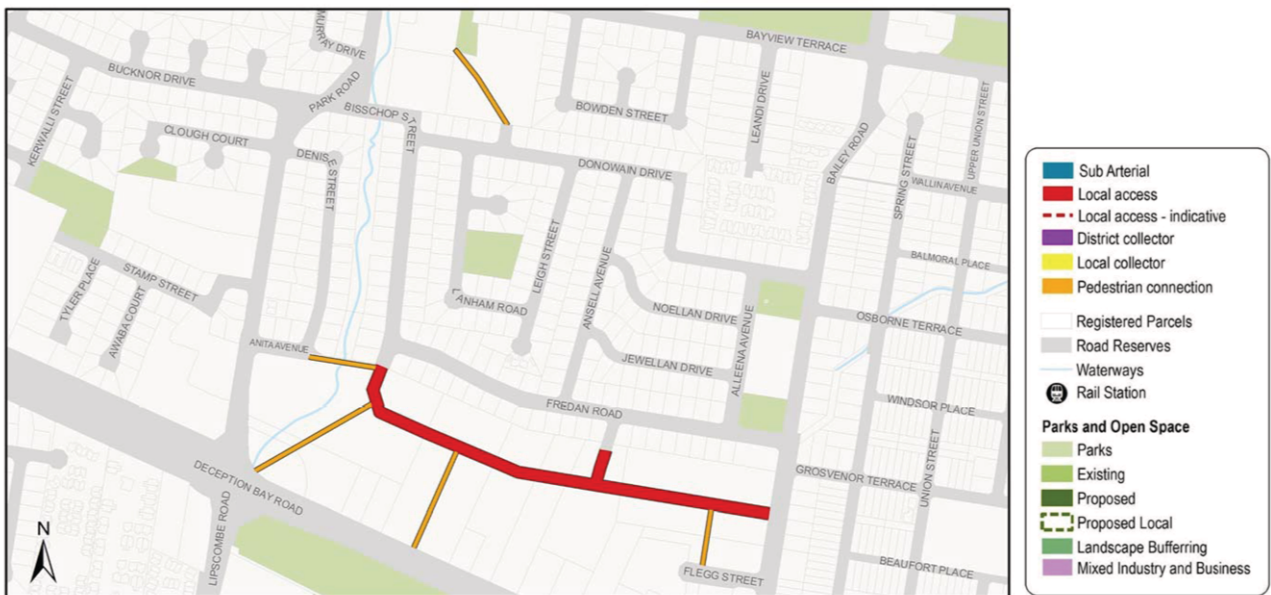 BAYVIEW TERRACE
MURRAY DRIVE
BUCKNOR DRIVE
PARK ROAD
KERWALLI STREET
BISSCHOP STREET
BOWDEN STREET
LEANDI DRIVE
BAILEY ROAD
SPRING STREET
UPPER UNION STREET
CLOUGH COURT
DENISE STREET
DONOWAIN DRIVE
WALLIN AVENUE
STAMP STREET
TYLER PLACE
AWABA COURT
LEIGH STREET
ANSELL AVENUE
BALMORAL PLACE
LANHAM ROAD
NOELLAN DRIVE
ALLEENA AVENUE
OSBORNE TERRACE
ANITA AVENUE
JEWELLAN DRIVE
FREDAN ROAD
WINDSOR PLACE
UNION STREET
GROSVENOR TERRACE
DECEPTION BAY ROAD
LIPSCOMBE ROAD
FLEGG STREET
BEAUFORT PLACE
N
Sub Arterial
Local access
Local access - indicative
District collector
Local collector
Pedestrian connection
Registered Parcels
Road Reserves
Waterways
Rail Station
Parks and Open Space
Parks
Existing
Proposed
Proposed Local
Landscape Bufferring
Mixed Industry and Business